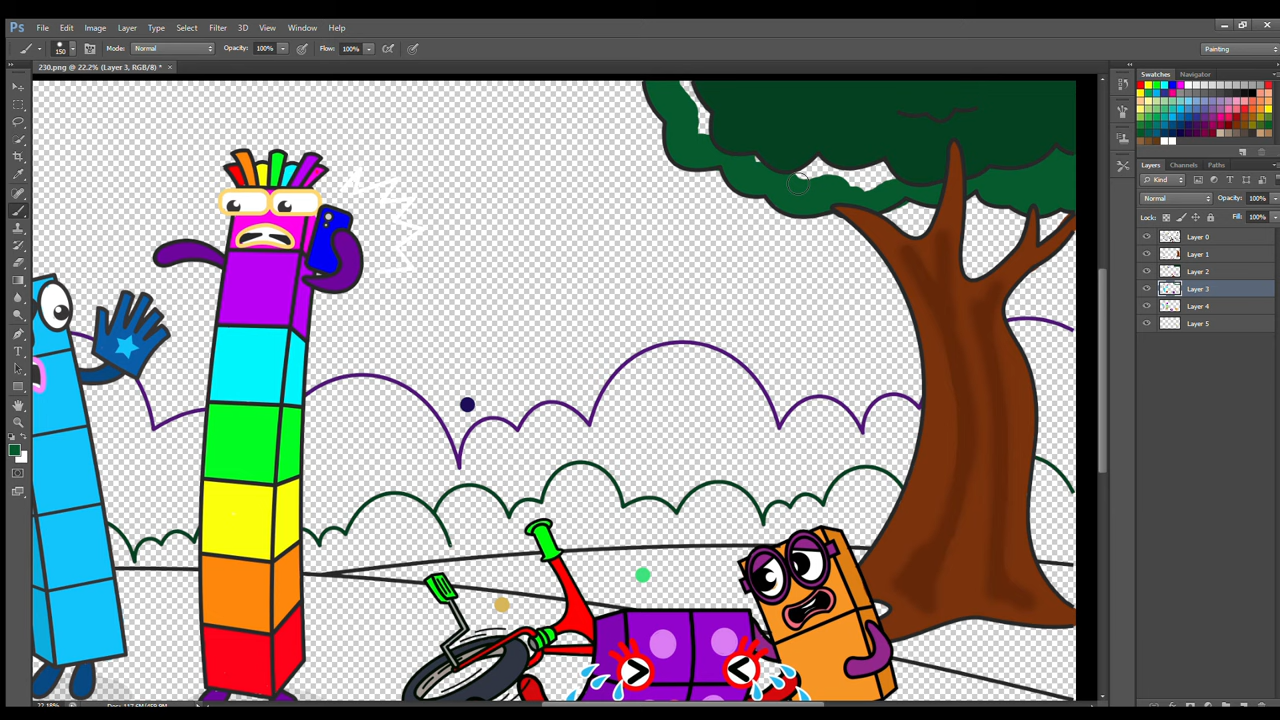 Ps File Edit Image Layer Type Select Filter 3D View Window Help
150 Mode: Normal Opacity: 100% Flow: 100% Painting
230.png @ 22.2% (Layer 3, RGB/8) * ×
Swatches Navigator
Layers Channels Paths
Kind
Normal Opacity: 100%
Lock: Fill: 100%
Layer 0
Layer 1
Layer 2
Layer 3
Layer 4
Layer 5